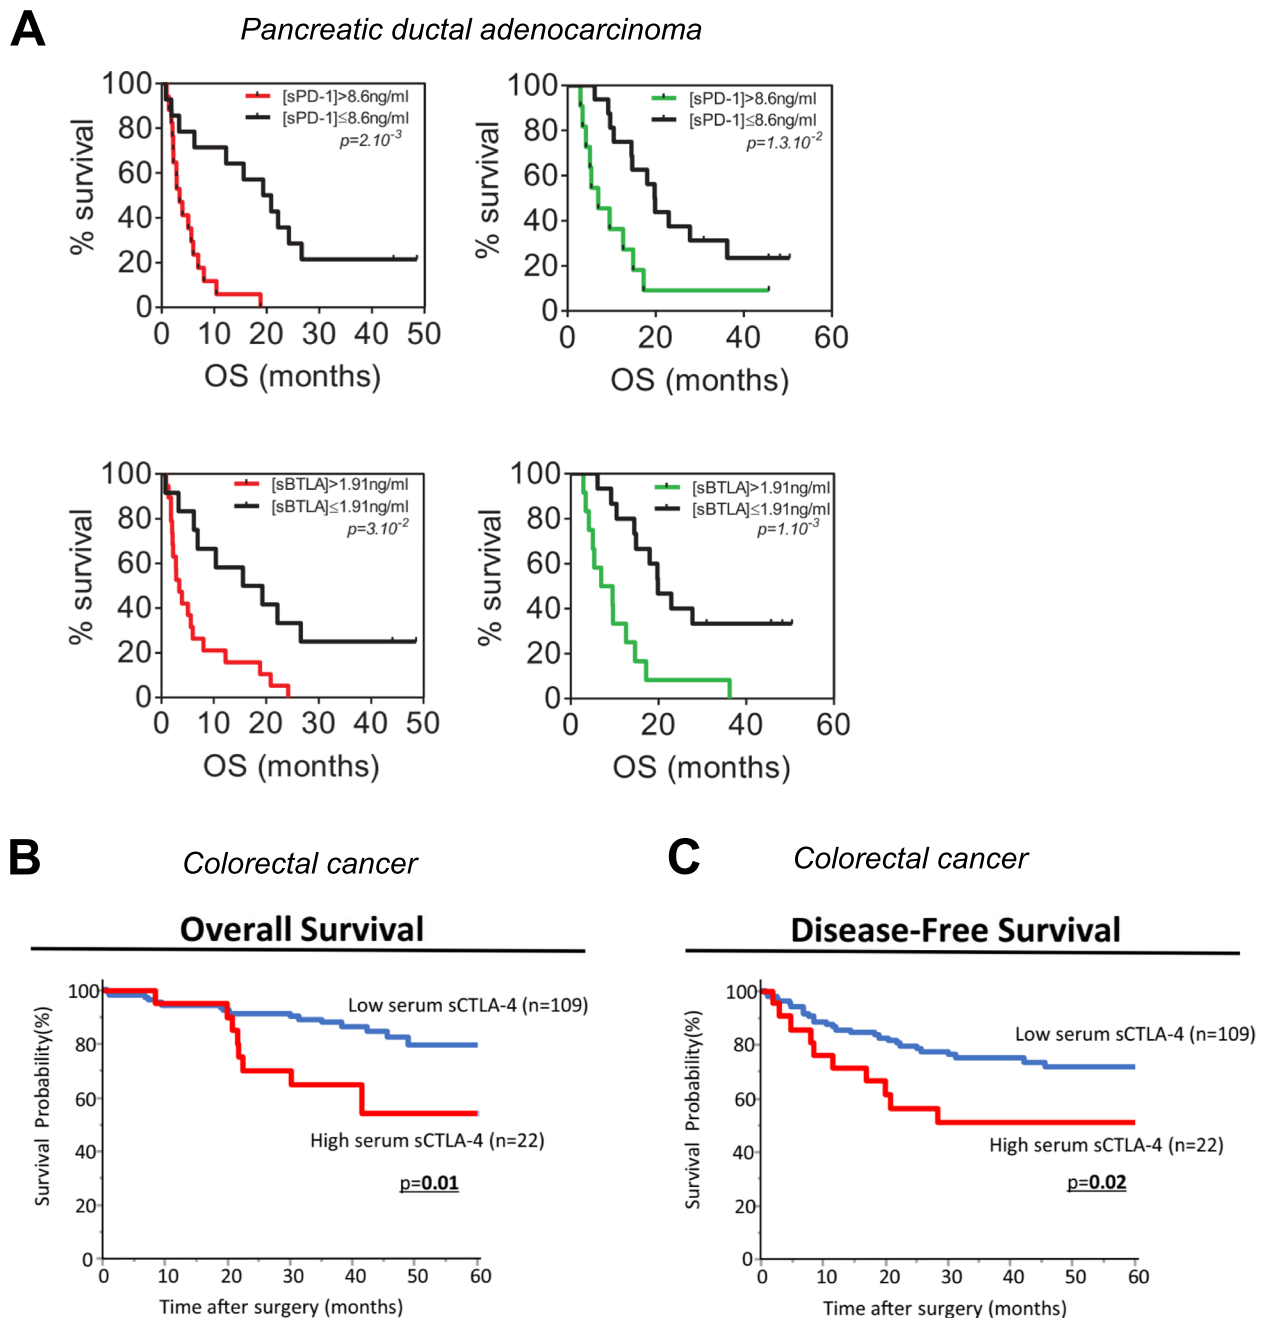 A
Pancreatic ductal adenocarcinoma
100
80
60
40
20
0
% survival
[sPD-1]>8.6ng/ml
[sPD-1]≤8.6ng/ml
p=2.10-3
0 10 20 30 40 50
OS (months)
100
80
60
40
20
0
% survival
[sPD-1]>8.6ng/ml
[sPD-1]≤8.6ng/ml
p=1.3.10-2
0 20 40 60
OS (months)
100
80
60
40
20
0
% survival
[sBTLA]>1.91ng/ml
[sBTLA]≤1.91ng/ml
p=3.10-2
0 10 20 30 40 50
OS (months)
100
80
60
40
20
0
% survival
[sBTLA]>1.91ng/ml
[sBTLA]≤1.91ng/ml
p=1.10-3
0 20 40 60
OS (months)
B
Colorectal cancer
Overall Survival
100
80
60
40
20
0
Survival Probability(%)
Low serum sCTLA-4 (n=109)
High serum sCTLA-4 (n=22)
p=0.01
0 10 20 30 40 50 60
Time after surgery (months)
C
Colorectal cancer
Disease-Free Survival
100
80
60
40
20
0
Survival Probability(%)
Low serum sCTLA-4 (n=109)
High serum sCTLA-4 (n=22)
p=0.02
0 10 20 30 40 50 60
Time after surgery (months)